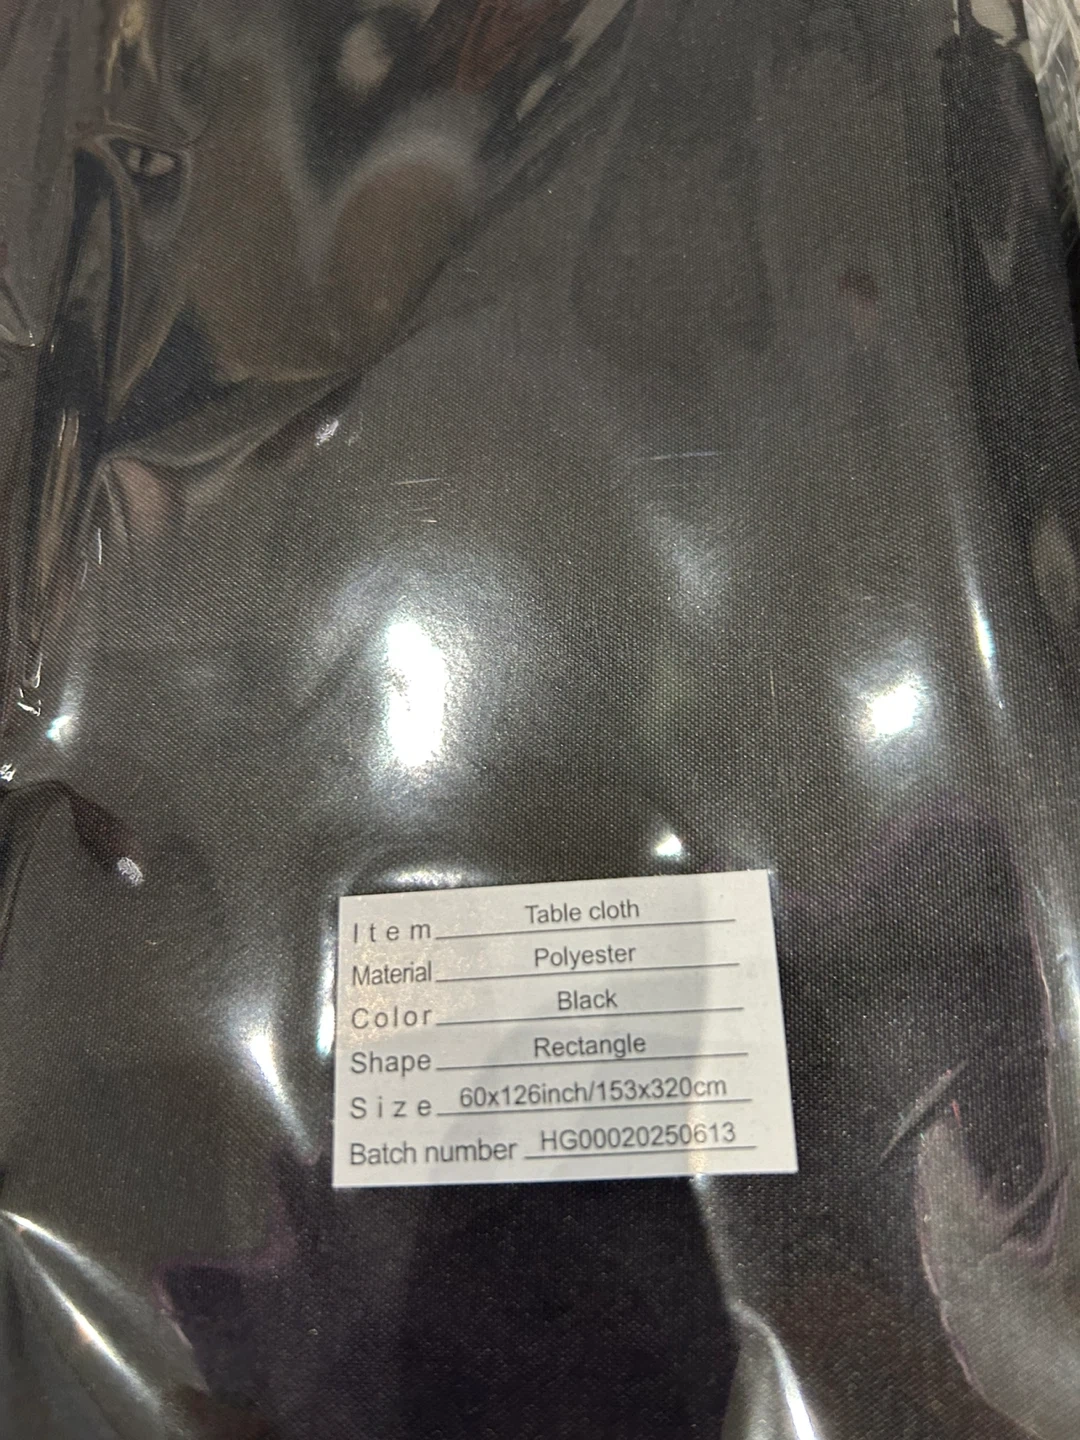 Item Table cloth
Material Polyester
Color Black
Shape Rectangle
Size 60x126inch/153x320cm
Batch number HG00020250613